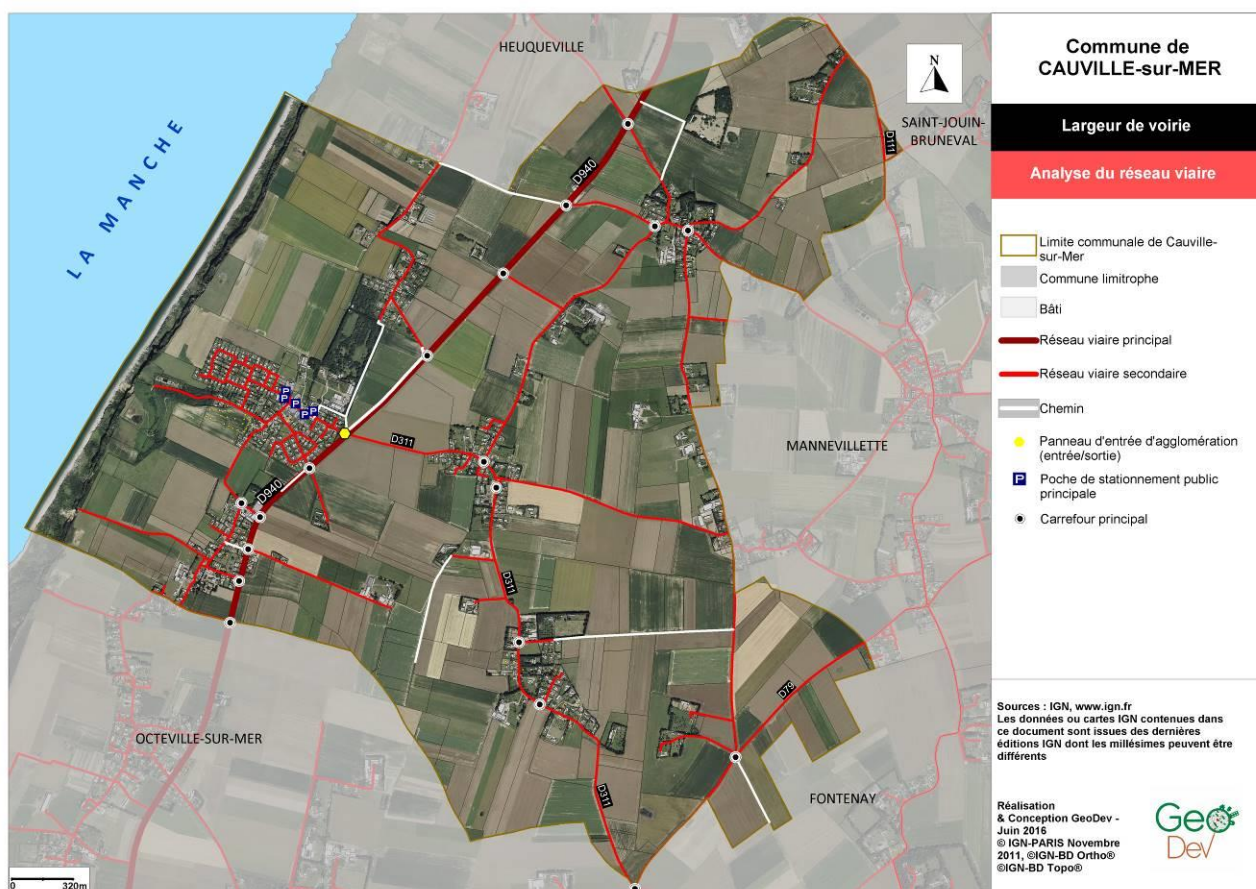 HEUQUEVILLE
N
SAINT-JOUIN-
BRUNEVAL
LA MANCHE
D940
D1111
D311
MANNEVILLETTE
D940
D311
D79
OCTEVILLE-SUR-MER
D311
FONTENAY
0 320m
P
P
P
P
P
Commune de
CAUVILLE-sur-MER
Largeur de voirie
Analyse du réseau viaire
Limite communale de Cauville-
sur-Mer
Commune limitrophe
Bâti
Réseau viaire principal
Réseau viaire secondaire
Chemin
Panneau d'entrée d'agglomération
(entrée/sortie)
P Poche de stationnement public
principale
Carrefour principal
Sources : IGN, www.ign.fr
Les données ou cartes IGN contenues dans
ce document sont issues des dernières
éditions IGN dont les millésimes peuvent être
différents
Réalisation
& Conception GeoDev -
Juin 2016
© IGN-PARIS Novembre
2011, ©IGN-BD Ortho®
©IGN-BD Topo®
Geo
Dev